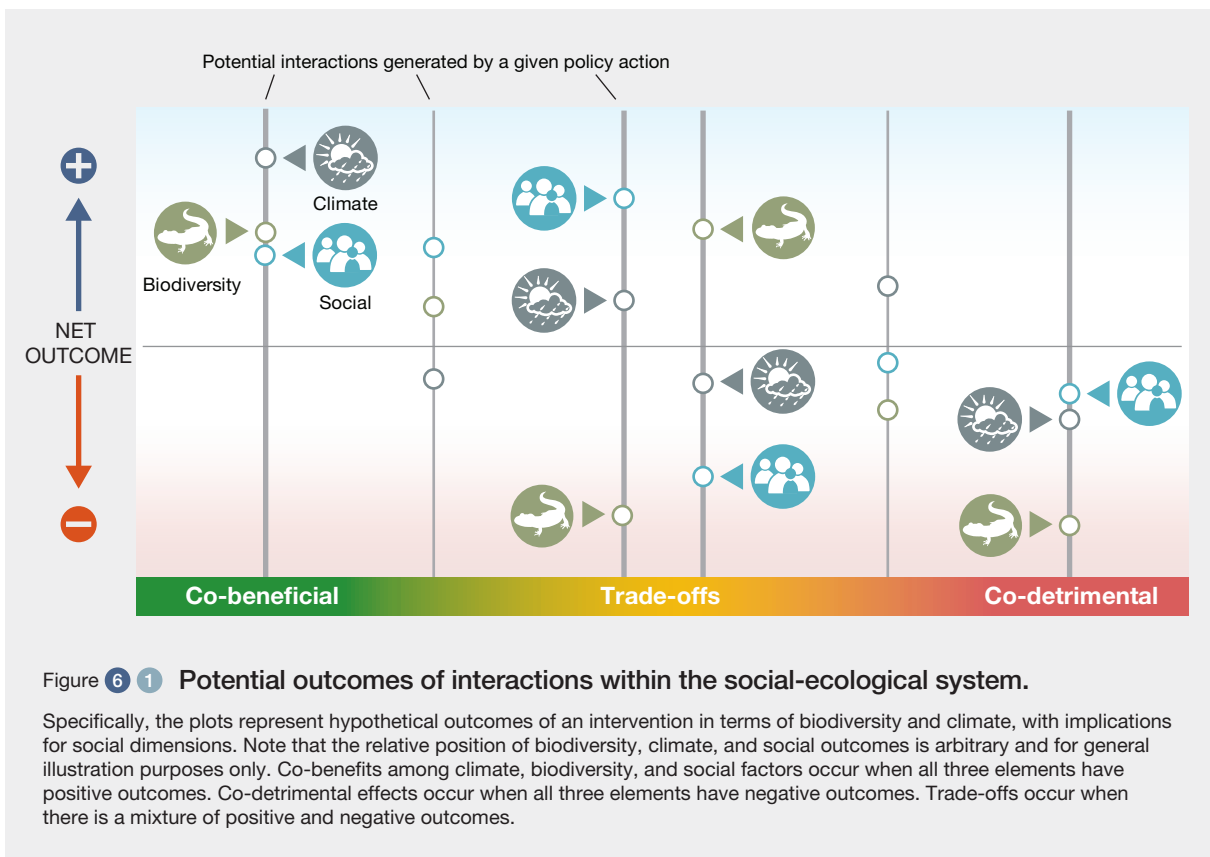 Potential interactions generated by a given policy action
Climate
Biodiversity
Social
NET
OUTCOME
Co-beneficial
Trade-offs
Co-detrimental
Figure 6 1 Potential outcomes of interactions within the social-ecological system.
Specifically, the plots represent hypothetical outcomes of an intervention in terms of biodiversity and climate, with implications
for social dimensions. Note that the relative position of biodiversity, climate, and social outcomes is arbitrary and for general
illustration purposes only. Co-benefits among climate, biodiversity, and social factors occur when all three elements have
positive outcomes. Co-detrimental effects occur when all three elements have negative outcomes. Trade-offs occur when
there is a mixture of positive and negative outcomes.